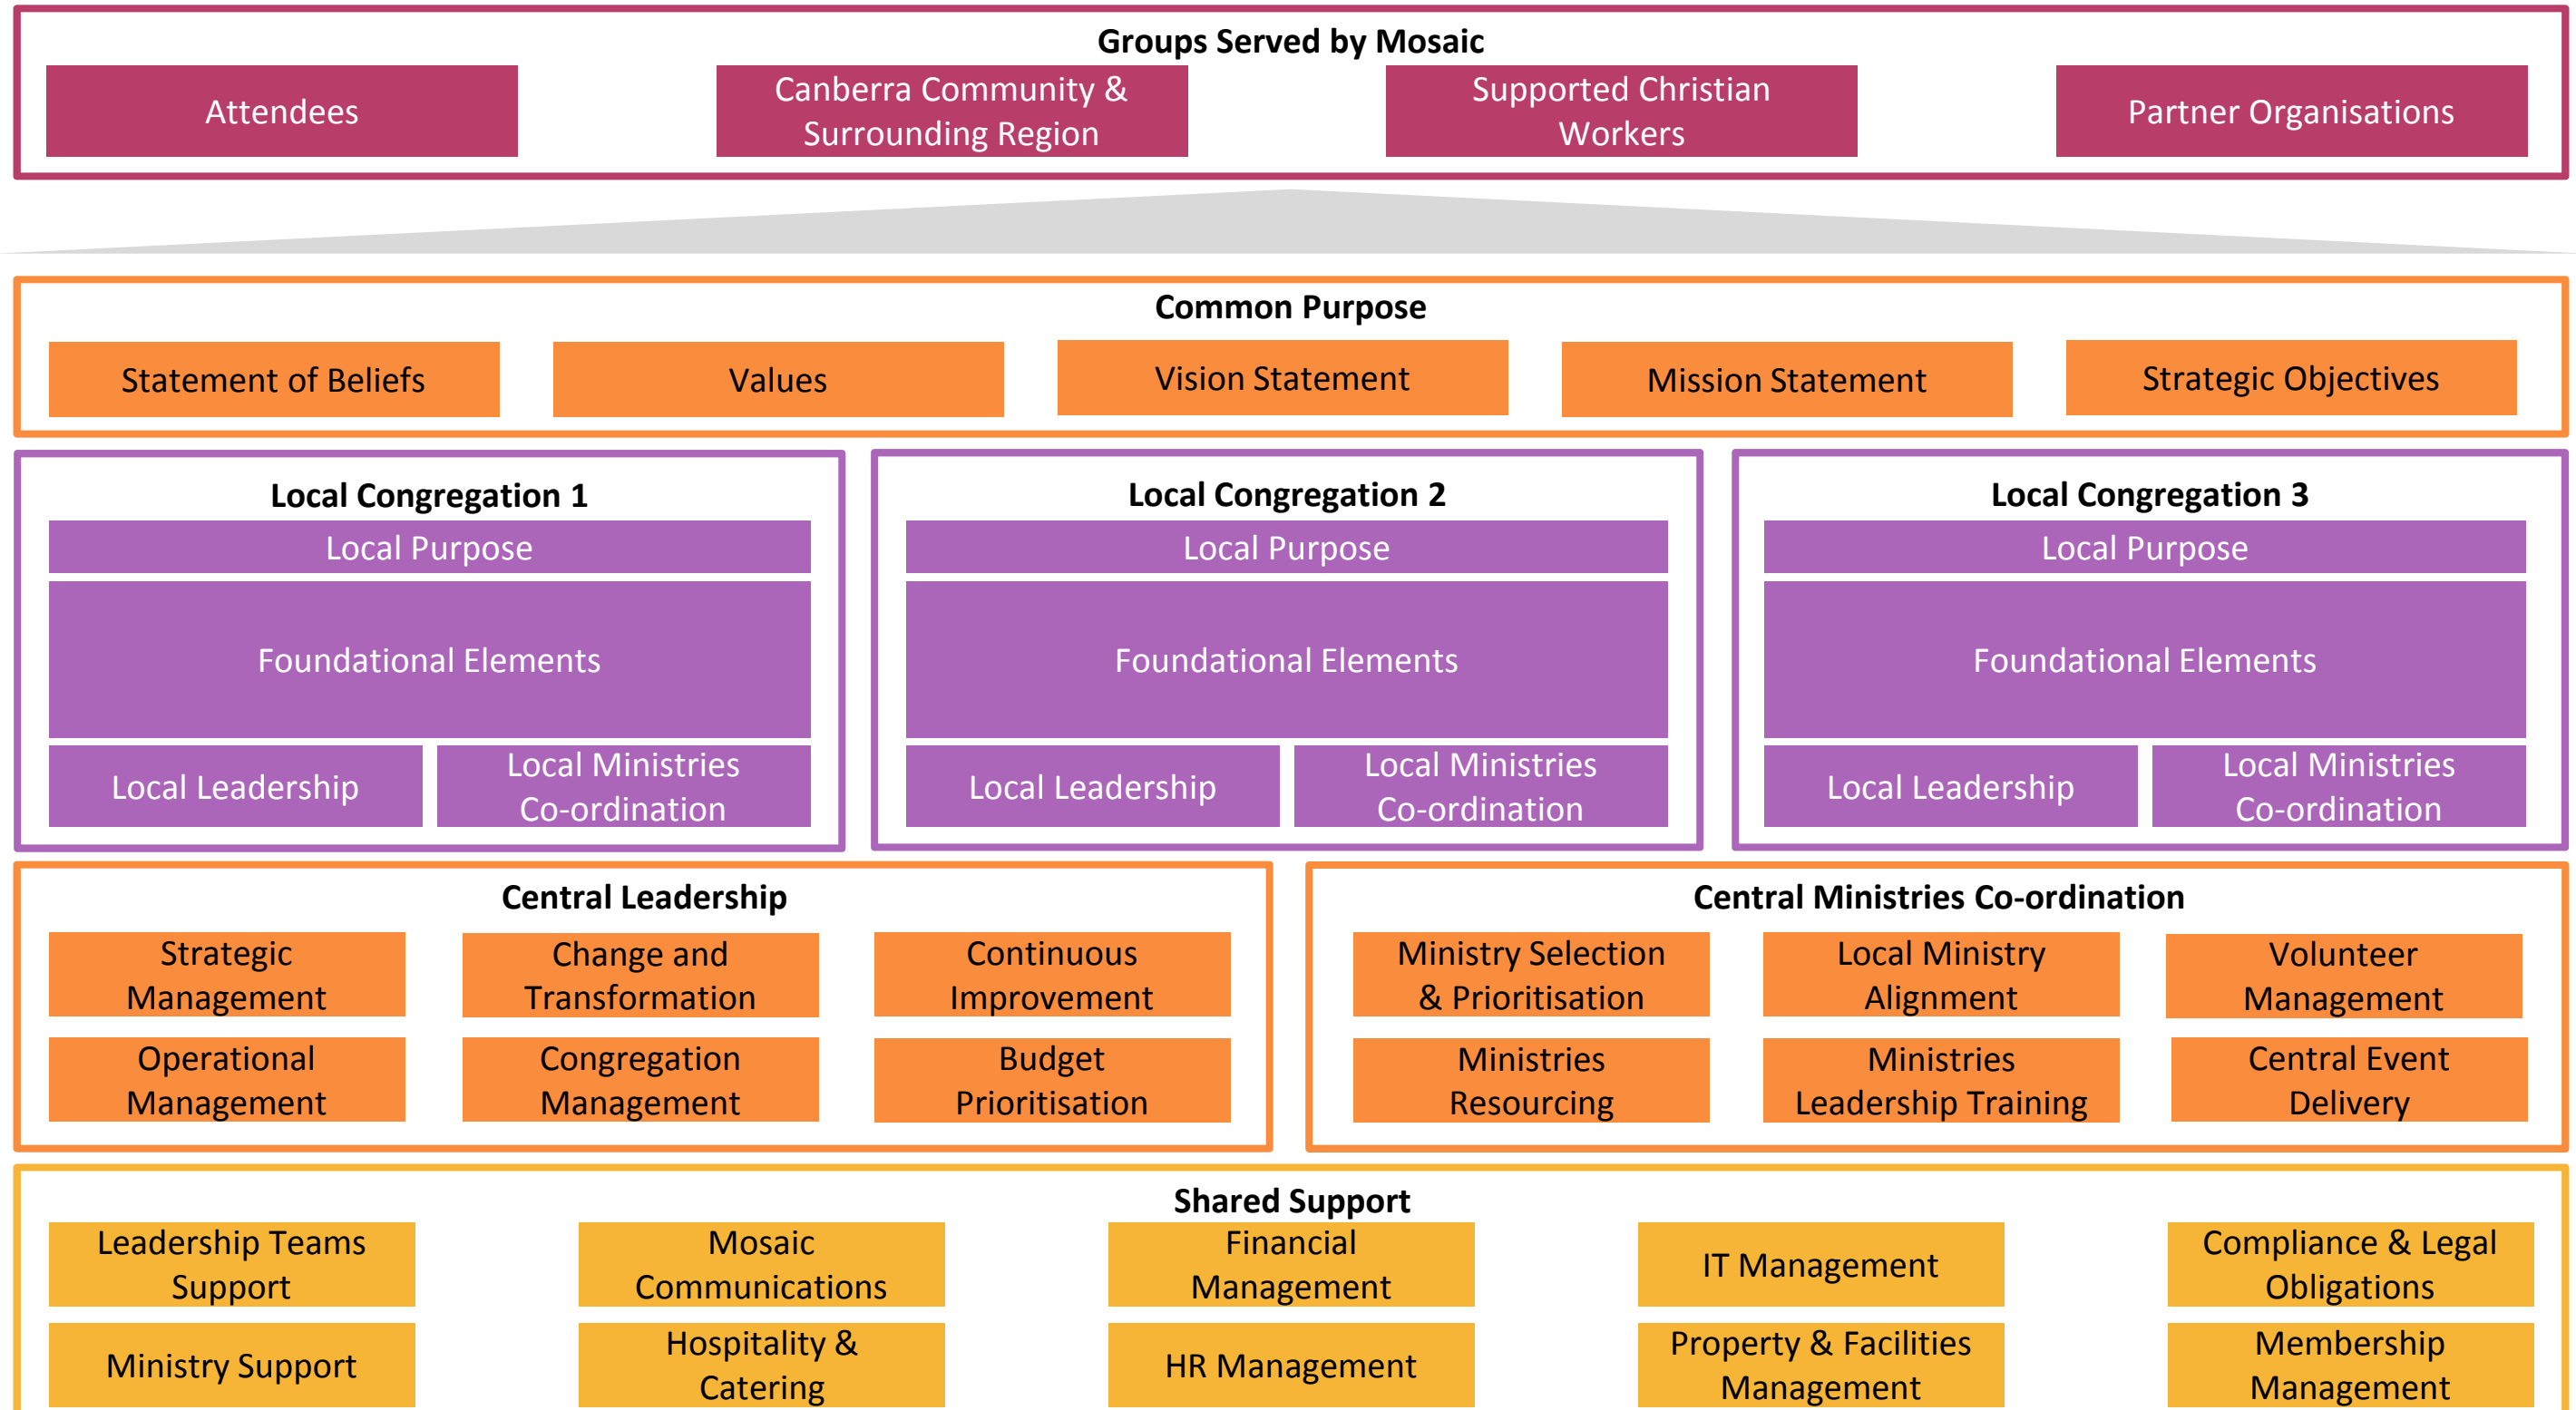 Groups Served by Mosaic
Attendees
Canberra Community &
Surrounding Region
Supported Christian
Workers
Partner Organisations
Common Purpose
Statement of Beliefs
Values
Vision Statement
Mission Statement
Strategic Objectives
Local Congregation 1
Local Purpose
Foundational Elements
Local Leadership
Local Ministries
Co-ordination
Local Congregation 2
Local Purpose
Foundational Elements
Local Leadership
Local Ministries
Co-ordination
Local Congregation 3
Local Purpose
Foundational Elements
Local Leadership
Local Ministries
Co-ordination
Central Leadership
Strategic
Management
Change and
Transformation
Continuous
Improvement
Operational
Management
Congregation
Management
Budget
Prioritisation
Central Ministries Co-ordination
Ministry Selection
& Prioritisation
Local Ministry
Alignment
Volunteer
Management
Ministries
Resourcing
Ministries
Leadership Training
Central Event
Delivery
Shared Support
Leadership Teams
Support
Mosaic
Communications
Financial
Management
IT Management
Compliance & Legal
Obligations
Ministry Support
Hospitality &
Catering
HR Management
Property & Facilities
Management
Membership
Management